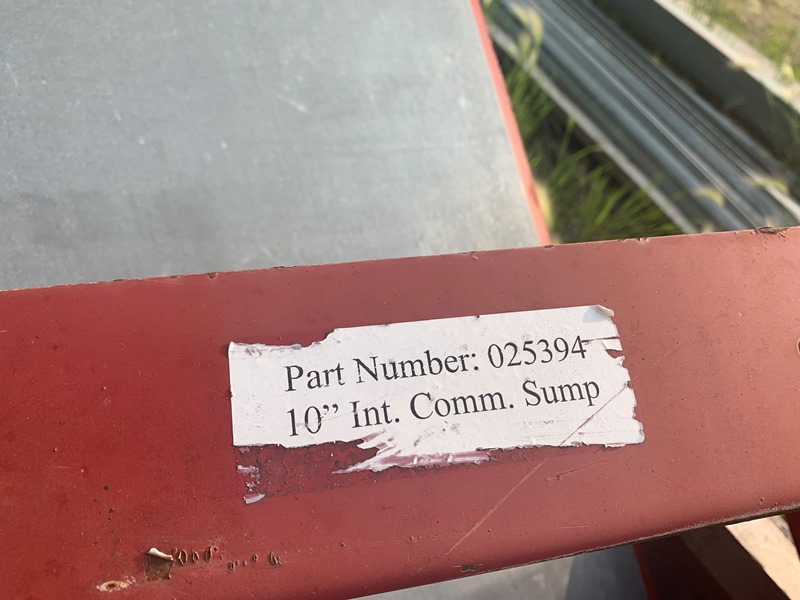 Part Number: 025394
10” Int. Comm. Sump